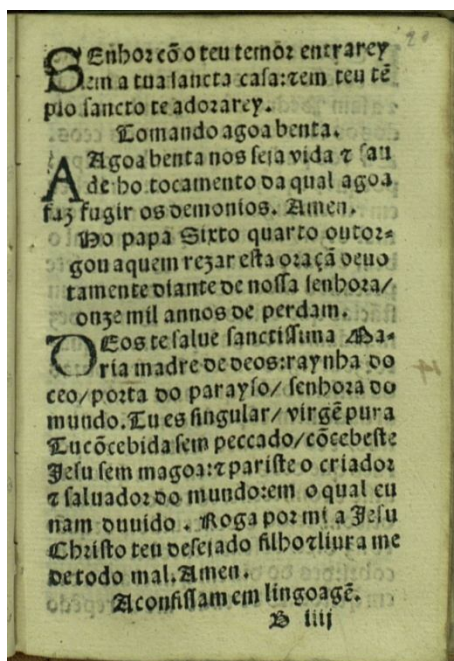 SEnhor cõ o teu temor entrarey
em a tua sancta casa: ⁊ em teu tẽ
plo sancto te adorarey.
Tomando agoa benta.
AAgoa benta nos seja vida ⁊ sau
de ho tocamento da qual agoa
faz fugir os demonios. Amen.
Ho papa Sixto quarto outor-
gou aquem rezar esta oraçã deuo
tamente diante de nossa senhora/
onze mil annos de perdam.
DEos te salue sanctissima Ma-
ria madre de deos: raynha do
ceo/ porta do parayso/ senhora do
mundo. Tu es singular/ virgẽ pura
Tu cõcebida sem peccado/ cõcebeste
Jesu sem magoa: ⁊ pariste o criador
⁊ saluador do mundo: em o qual eu
nam duuido. Roga por mi a Jesu
Christo teu desejado filho ⁊ liura me
de todo mal. Amen.
A confissam em lingoagẽ.
B iiij